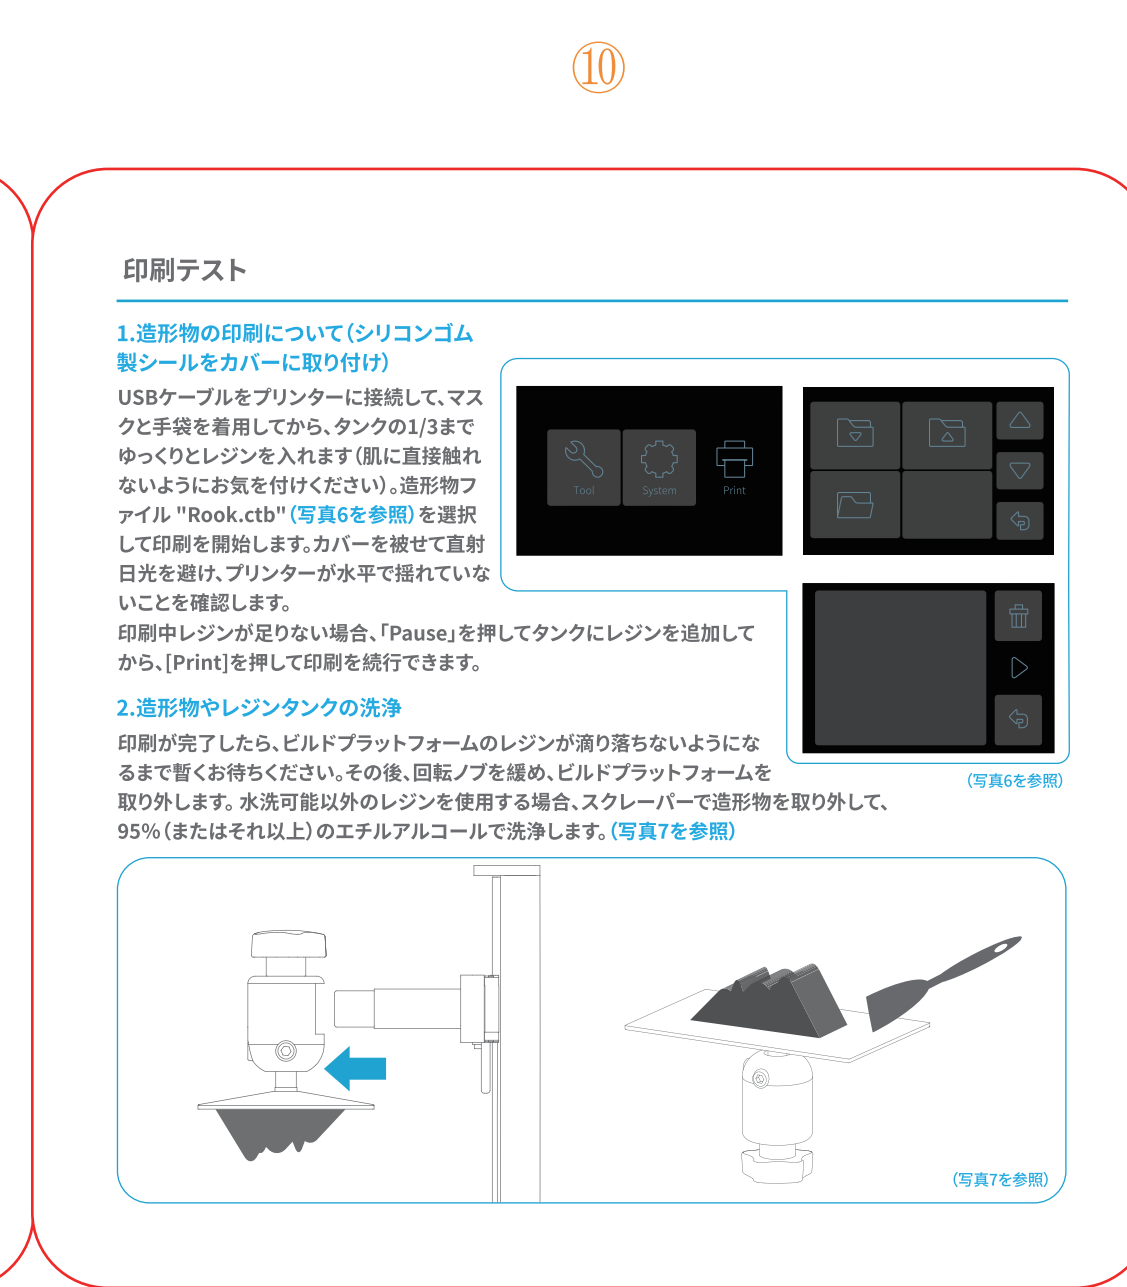 ⑩
印刷テスト
1.造形物の印刷について（シリコンゴム
製シールをカバーに取り付け）
USBケーブルをプリンターに接続して、マス
クと手袋を着用してから、タンクの1/3まで
ゆっくりとレジンを入れます（肌に直接触れ
ないようにお気を付けください）。造形物フ
ァイル "Rook.ctb"（写真6を参照）を選択
して印刷を開始します。カバーを被せて直射
日光を避け、プリンターが水平で揺れていな
いことを確認します。
印刷中レジンが足りない場合、「Pause」を押してタンクにレジンを追加して
から、[Print]を押して印刷を続行できます。
Tool
System
Print
（写真6を参照）
2.造形物やレジンタンクの洗浄
印刷が完了したら、ビルドプラットフォームのレジンが滴り落ちないようにな
るまで暫くお待ちください。その後、回転ノブを緩め、ビルドプラットフォームを
取り外します。 水洗可能以外のレジンを使用する場合、スクレーパーで造形物を取り外して、
95%（またはそれ以上）のエチルアルコールで洗浄します。（写真7を参照）
（写真7を参照）